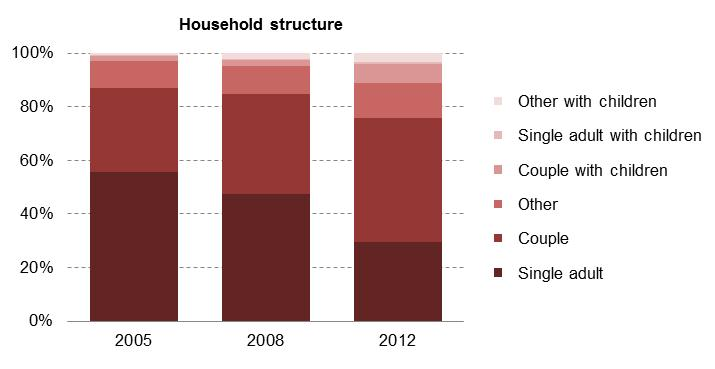 Household structure
100%
80%
60%
40%
20%
0%
2005 2008 2012
Other with children
Single adult with children
Couple with children
Other
Couple
Single adult